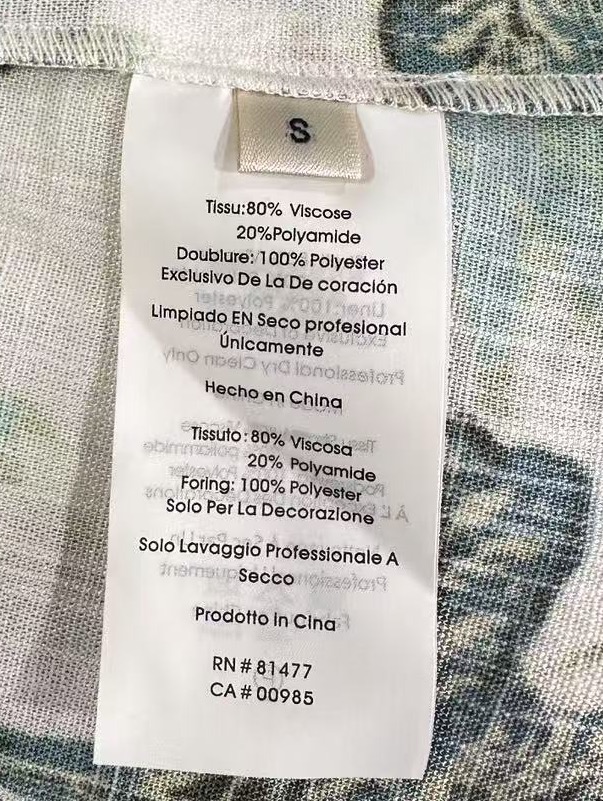 S
Tissu:80% Viscose
20%Polyamide
Doublure: 100% Polyester
Exclusivo De La De coración
Limpiado EN Seco profesional
Únicamente
Hecho en China
Tissuto: 80% Viscosa
20% Polyamide
Foring: 100% Polyester
Solo Per La Decorazione
Solo Lavaggio Professionale A
Secco
Prodotto In Cina
RN # 81477
CA # 00985